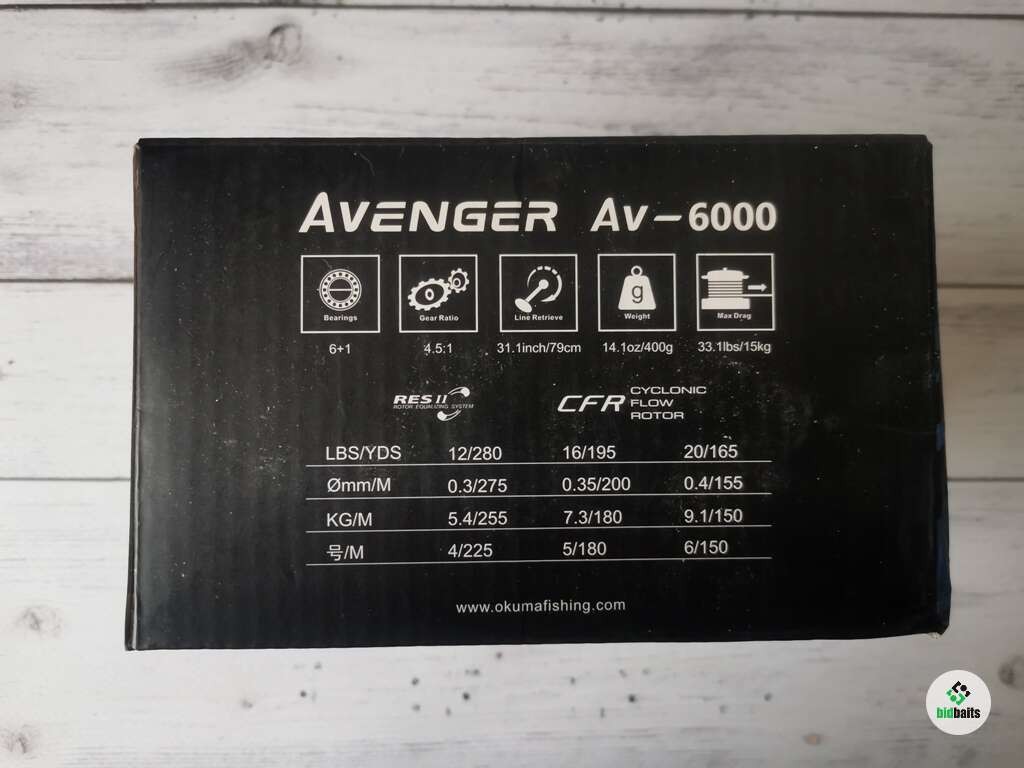 AVENGER AV-6000
g
Bearings Gear Ratio Line Retrieve Weight Max Drag
6+1 4.5:1 31.1inch/79cm 14.1oz/400g 33.1lbs/15kg
RES II
ROTOR EQUALIZING SYSTEM
CFR CYCLONIC
FLOW
ROTOR
LBS/YDS 12/280 16/195 20/165
Ømm/M 0.3/275 0.35/200 0.4/155
KG/M 5.4/255 7.3/180 9.1/150
号/M 4/225 5/180 6/150
www.okumafishing.com
bidbaits